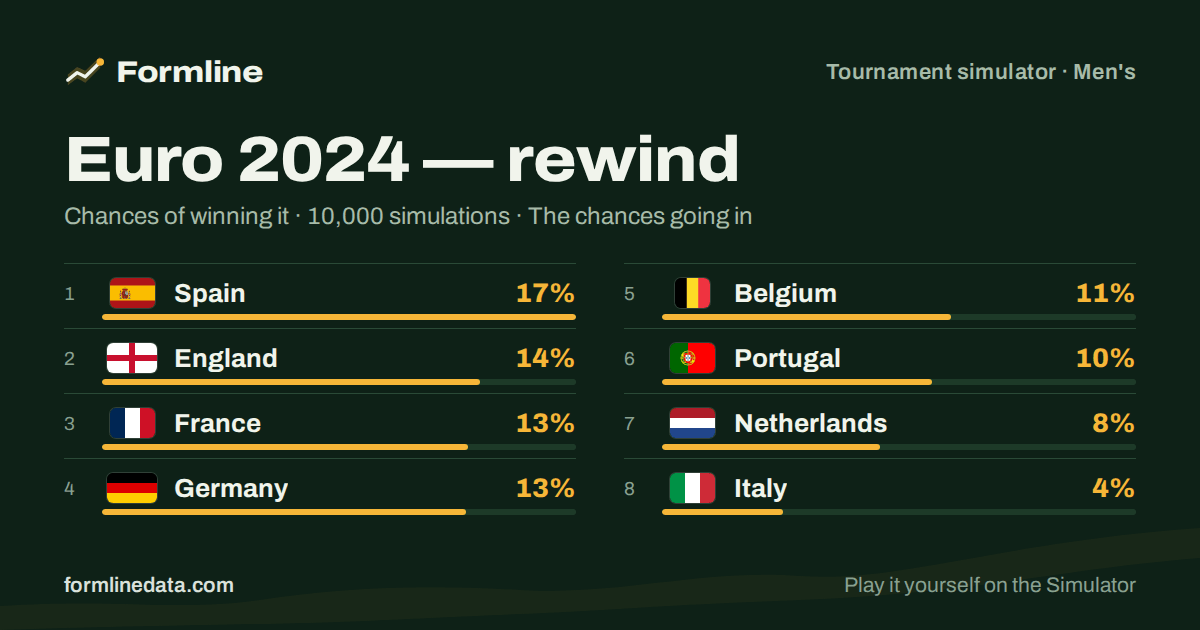 Formline
Tournament simulator · Men's
Euro 2024 — rewind
Chances of winning it · 10,000 simulations · The chances going in
1 Spain 17%
2 England 14%
3 France 13%
4 Germany 13%
5 Belgium 11%
6 Portugal 10%
7 Netherlands 8%
8 Italy 4%
formlinedata.com
Play it yourself on the Simulator